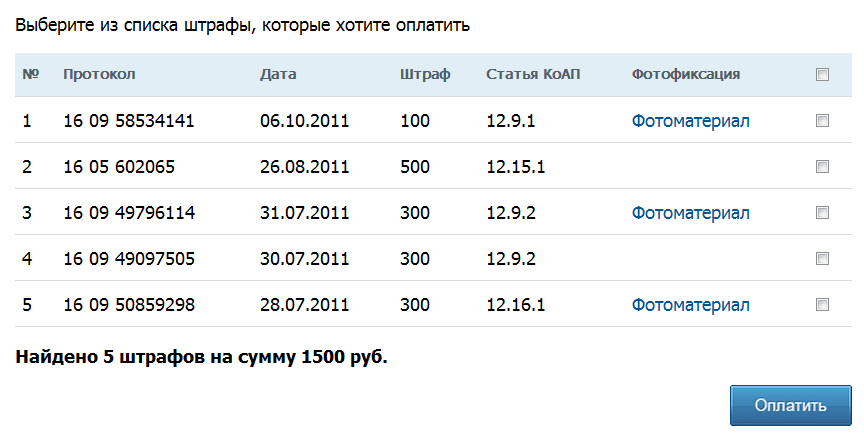 Выберите из списка штрафы, которые хотите оплатить
№ Протокол Дата Штраф Статья КоАП Фотофиксация
1 16 09 58534141 06.10.2011 100 12.9.1 Фотоматериал
2 16 05 602065 26.08.2011 500 12.15.1
3 16 09 49796114 31.07.2011 300 12.9.2 Фотоматериал
4 16 09 49097505 30.07.2011 300 12.9.2
5 16 09 50859298 28.07.2011 300 12.16.1 Фотоматериал
Найдено 5 штрафов на сумму 1500 руб.
Оплатить